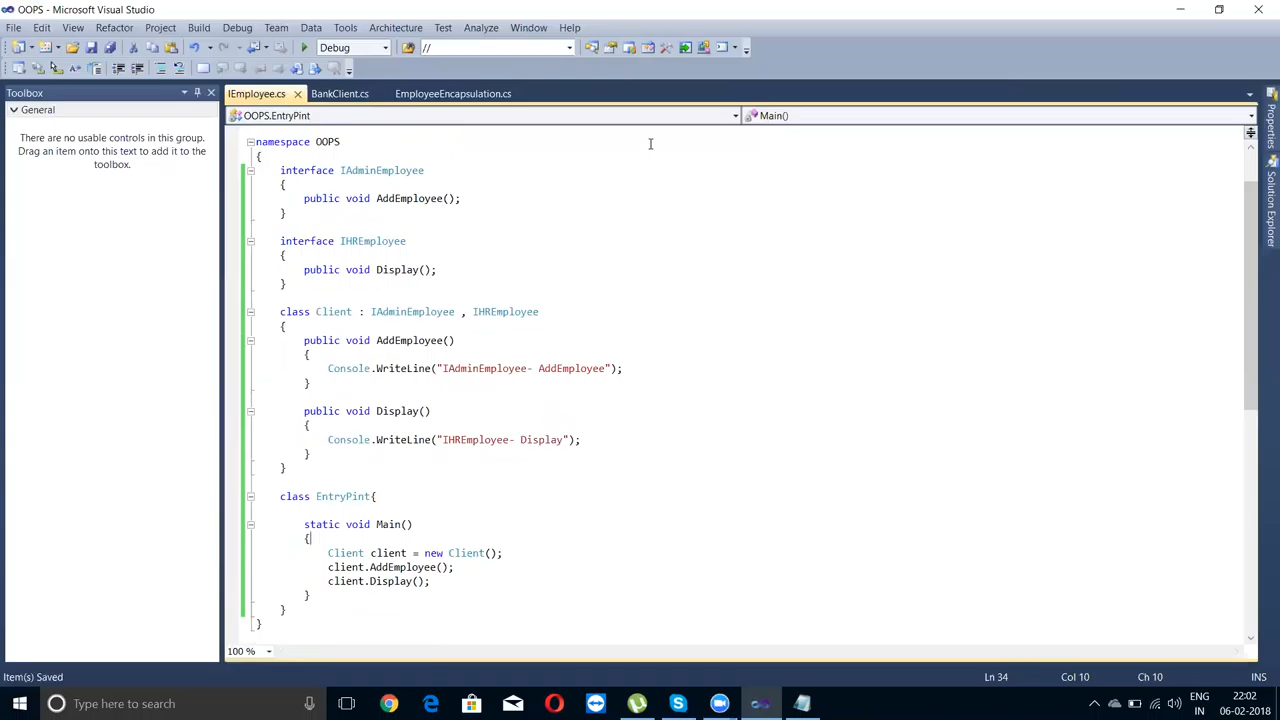 OOPS - Microsoft Visual Studio
File Edit View Refactor Project Build Debug Team Data Tools Architecture Test Analyze Window Help
Debug //
Toolbox
General
There are no usable controls in this group.
Drag an item onto this text to add it to the
toolbox.
IEmployee.cs BankClient.cs EmployeeEncapsulation.cs
OOPS.EntryPint Main()
namespace OOPS
{
interface IAdminEmployee
{
public void AddEmployee();
}
interface IHREmployee
{
public void Display();
}
class Client : IAdminEmployee , IHREmployee
{
public void AddEmployee()
{
Console.WriteLine("IAdminEmployee- AddEmployee");
}
public void Display()
{
Console.WriteLine("IHREmployee- Display");
}
}
class EntryPint{
static void Main()
{
Client client = new Client();
client.AddEmployee();
client.Display();
}
}
}
100 %
Properties
Solution Explorer
Item(s) Saved Ln 34 Col 10 Ch 10 INS
Type here to search
ENG
IN
22:02
06-02-2018